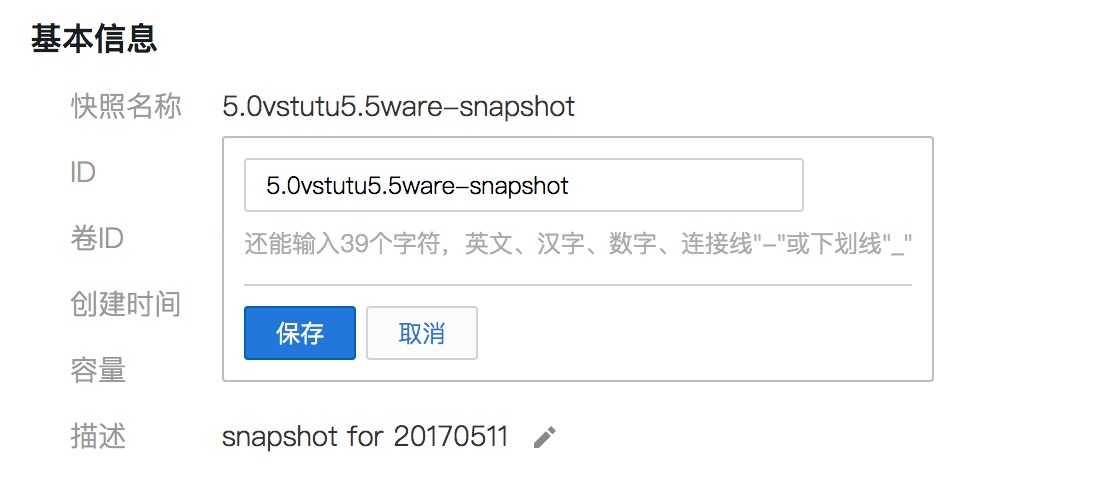 基本信息
快照名称 5.0vstutu5.5ware-snapshot
ID
5.0vstutu5.5ware-snapshot
卷ID
还能输入39个字符，英文、汉字、数字、连接线"-"或下划线"_"
创建时间
保存 取消
容量
描述 snapshot for 20170511